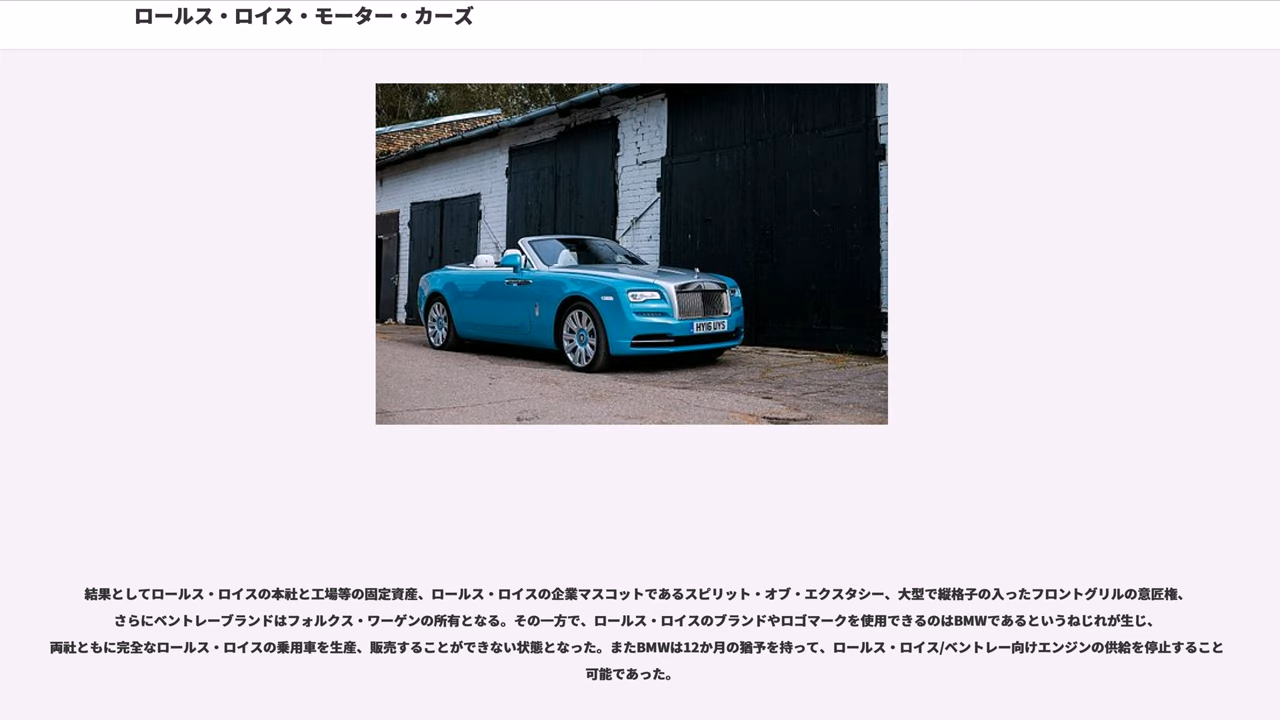 ロールス・ロイス・モーター・カーズ
HY16 UYS
結果としてロールス・ロイスの本社と工場等の固定資産、ロールス・ロイスの企業マスコットであるスピリット・オブ・エクスタシー、大型で縦格子の入ったフロントグリルの意匠権、
さらにベントレーブランドはフォルクス・ワーゲンの所有となる。その一方で、ロールス・ロイスのブランドやロゴマークを使用できるのはBMWであるというねじれが生じ、
両社ともに完全なロールス・ロイスの乗用車を生産、販売することができない状態となった。またBMWは12か月の猶予を持って、ロールス・ロイス/ベントレー向けエンジンの供給を停止すること
可能であった。